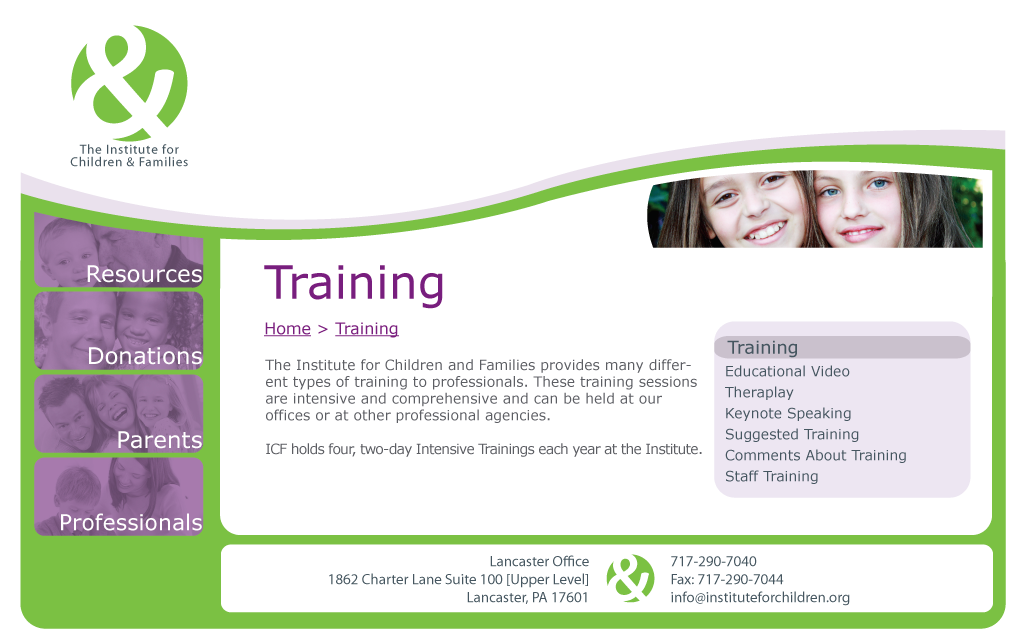 The Institute for
Children & Families
Resources
Donations
Parents
Professionals
Training
Home > Training
The Institute for Children and Families provides many differ-
ent types of training to professionals. These training sessions
are intensive and comprehensive and can be held at our
offices or at other professional agencies.
ICF holds four, two-day Intensive Trainings each year at the Institute.
Training
Educational Video
Theraplay
Keynote Speaking
Suggested Training
Comments About Training
Staff Training
Lancaster Office
1862 Charter Lane Suite 100 [Upper Level]
Lancaster, PA 17601
&
717-290-7040
Fax: 717-290-7044
info@instituteforchildren.org